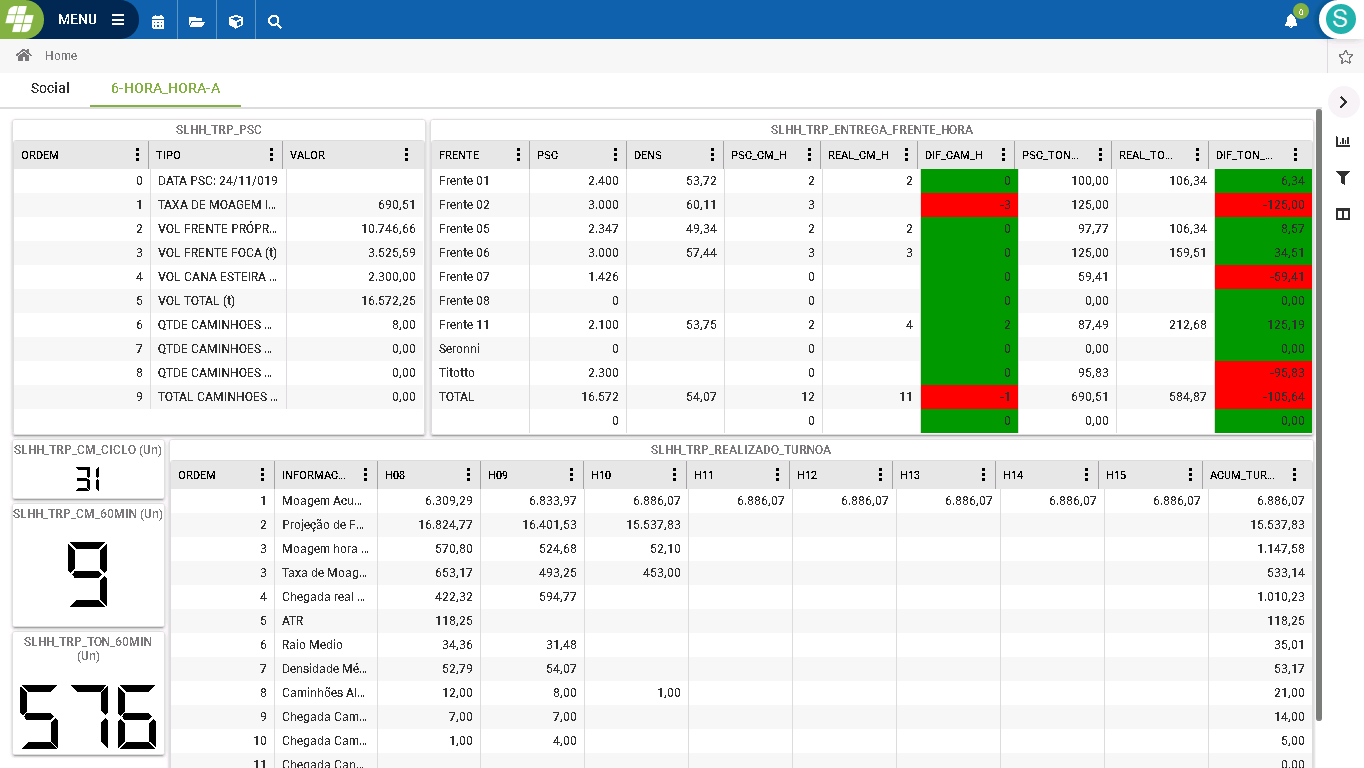 MENU
0
S
Home
Social 6-HORA_HORA-A
SLHH_TRP_PSC
ORDEM TIPO VALOR
0 DATA PSC: 24/11/019
1 TAXA DE MOAGEM I... 690,51
2 VOL FRENTE PRÓPR... 10.746,66
3 VOL FRENTE FOCA (t) 3.525,59
4 VOL CANA ESTEIRA ... 2.300,00
5 VOL TOTAL (t) 16.572,25
6 QTDE CAMINHOES ... 8,00
7 QTDE CAMINHOES ... 0,00
8 QTDE CAMINHOES ... 0,00
9 TOTAL CAMINHOES ... 0,00
SLHH_TRP_ENTREGA_FRENTE_HORA
FRENTE PSC DENS PSC_CM_H REAL_CM_H DIF_CAM_H PSC_TON... REAL_TO... DIF_TON_...
Frente 01 2.400 53,72 2 2 0 100,00 106,34 6,34
Frente 02 3.000 60,11 3 -3 125,00 -125,00
Frente 05 2.347 49,34 2 2 0 97,77 106,34 8,57
Frente 06 3.000 57,44 3 3 0 125,00 159,51 34,51
Frente 07 1.426 0 0 59,41 -59,41
Frente 08 0 0 0 0,00 0,00
Frente 11 2.100 53,75 2 4 2 87,49 212,68 125,19
Seronni 0 0 0 0,00 0,00
Titotto 2.300 0 0 95,83 -95,83
TOTAL 16.572 54,07 12 11 -1 690,51 584,87 -105,64
0 0 0 0,00 0,00
SLHH_TRP_CM_CICLO (Un)
31
SLHH_TRP_CM_60MIN (Un)
9
SLHH_TRP_TON_60MIN
(Un)
576
SLHH_TRP_REALIZADO_TURNOA
ORDEM INFORMAC... H08 H09 H10 H11 H12 H13 H14 H15 ACUM_TUR...
1 Moagem Acu... 6.309,29 6.833,97 6.886,07 6.886,07 6.886,07 6.886,07 6.886,07 6.886,07 6.886,07
2 Projeção de F... 16.824,77 16.401,53 15.537,83 15.537,83
3 Moagem hora ... 570,80 524,68 52,10 1.147,58
3 Taxa de Moag... 653,17 493,25 453,00 533,14
4 Chegada real ... 422,32 594,77 1.010,23
5 ATR 118,25 118,25
6 Raio Medio 34,36 31,48 35,01
7 Densidade Mé... 52,79 54,07 53,17
8 Caminhões Al... 12,00 8,00 1,00 21,00
9 Chegada Cam... 7,00 7,00 14,00
10 Chegada Cam... 1,00 4,00 5,00
11 Chegada Can... 0,00